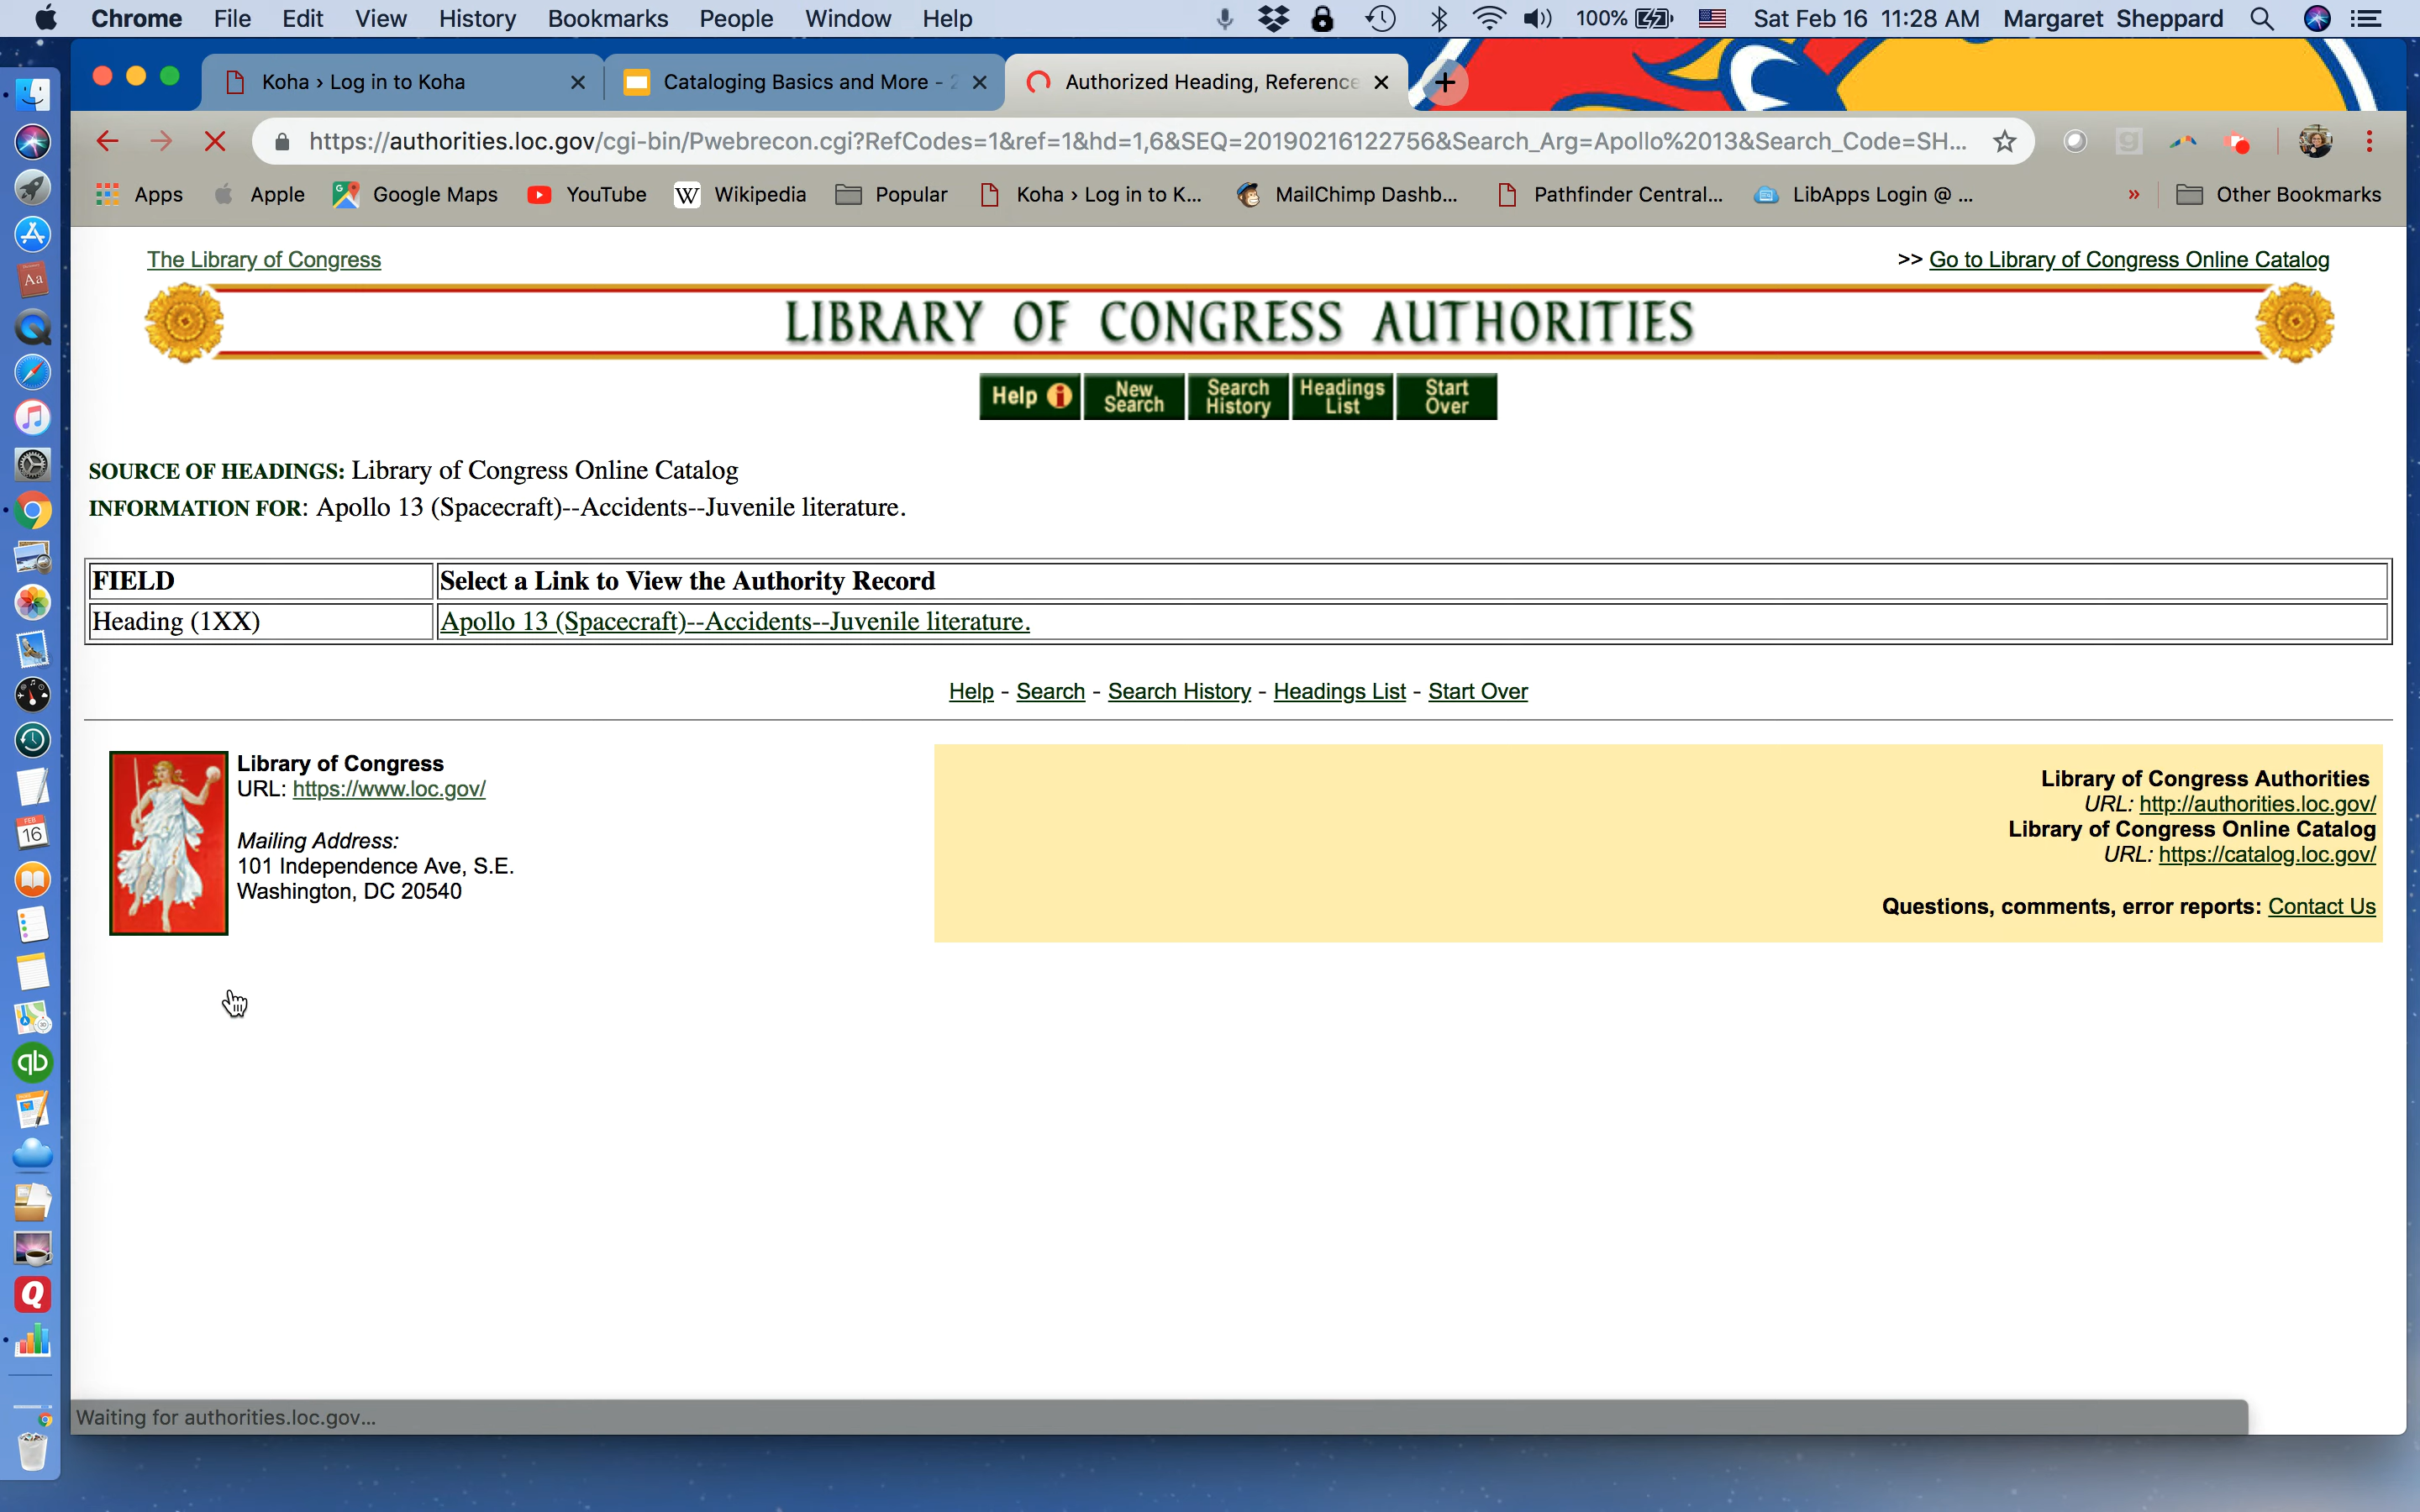 Chrome File Edit View History Bookmarks People Window Help 100% Sat Feb 16 11:28 AM Margaret Sheppard
Koha › Log in to Koha
Cataloging Basics and More -
Authorized Heading, Reference
https://authorities.loc.gov/cgi-bin/Pwebrecon.cgi?RefCodes=1&ref=1&hd=1,6&SEQ=20190216122756&Search_Arg=Apollo%2013&Search_Code=SH...
Apps Apple Google Maps YouTube W Wikipedia Popular Koha › Log in to K... MailChimp Dashb... Pathfinder Central... LibApps Login @ ... » Other Bookmarks
The Library of Congress
>> Go to Library of Congress Online Catalog
LIBRARY OF CONGRESS AUTHORITIES
Help i
New Search
Search History
Headings List
Start Over
SOURCE OF HEADINGS: Library of Congress Online Catalog
INFORMATION FOR: Apollo 13 (Spacecraft)--Accidents--Juvenile literature.
FIELD Select a Link to View the Authority Record
Heading (1XX) Apollo 13 (Spacecraft)--Accidents--Juvenile literature.
Help - Search - Search History - Headings List - Start Over
Library of Congress
URL: https://www.loc.gov/
Mailing Address:
101 Independence Ave, S.E.
Washington, DC 20540
Library of Congress Authorities
URL: http://authorities.loc.gov/
Library of Congress Online Catalog
URL: https://catalog.loc.gov/
Questions, comments, error reports: Contact Us
Waiting for authorities.loc.gov...
Aa
FEB
16
qb
Q